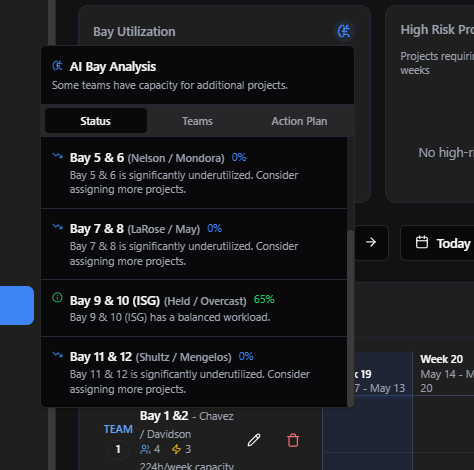 Bay Utilization
High Risk Pro
Projects requirin
weeks
No high-ri
AI Bay Analysis
Some teams have capacity for additional projects.
Status Teams Action Plan
Bay 5 & 6 (Nelson / Mondora) 0%
Bay 5 & 6 is significantly underutilized. Consider
assigning more projects.
Bay 7 & 8 (LaRose / May) 0%
Bay 7 & 8 is significantly underutilized. Consider
assigning more projects.
Bay 9 & 10 (ISG) (Held / Overcast) 65%
Bay 9 & 10 (ISG) has a balanced workload.
Bay 11 & 12 (Shultz / Mengelos) 0%
Bay 11 & 12 is significantly underutilized. Consider
assigning more projects.
Today
k 19
7 - May 13
Week 20
May 14 - M
20
TEAM
1
Bay 1 &2 - Chavez
/ Davidson
4 3
224h/week capacity